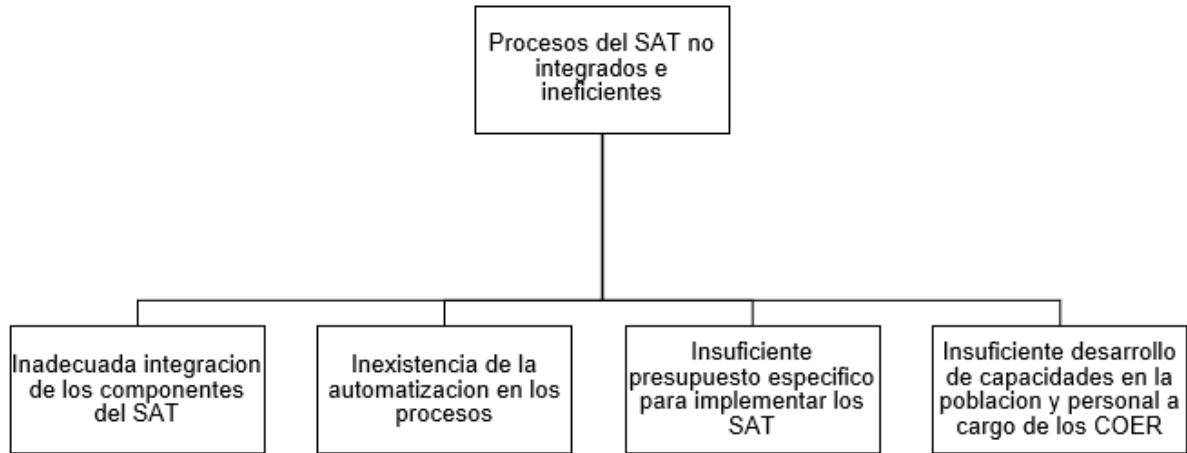 Procesos del SAT no
integrados e
ineficientes
Inadecuada integracion
de los componentes
del SAT
Inexistencia de la
automatizacion en los
procesos
Insuficiente
presupuesto especifico
para implementar los
SAT
Insuficiente desarrollo
de capacidades en la
poblacion y personal a
cargo de los COER